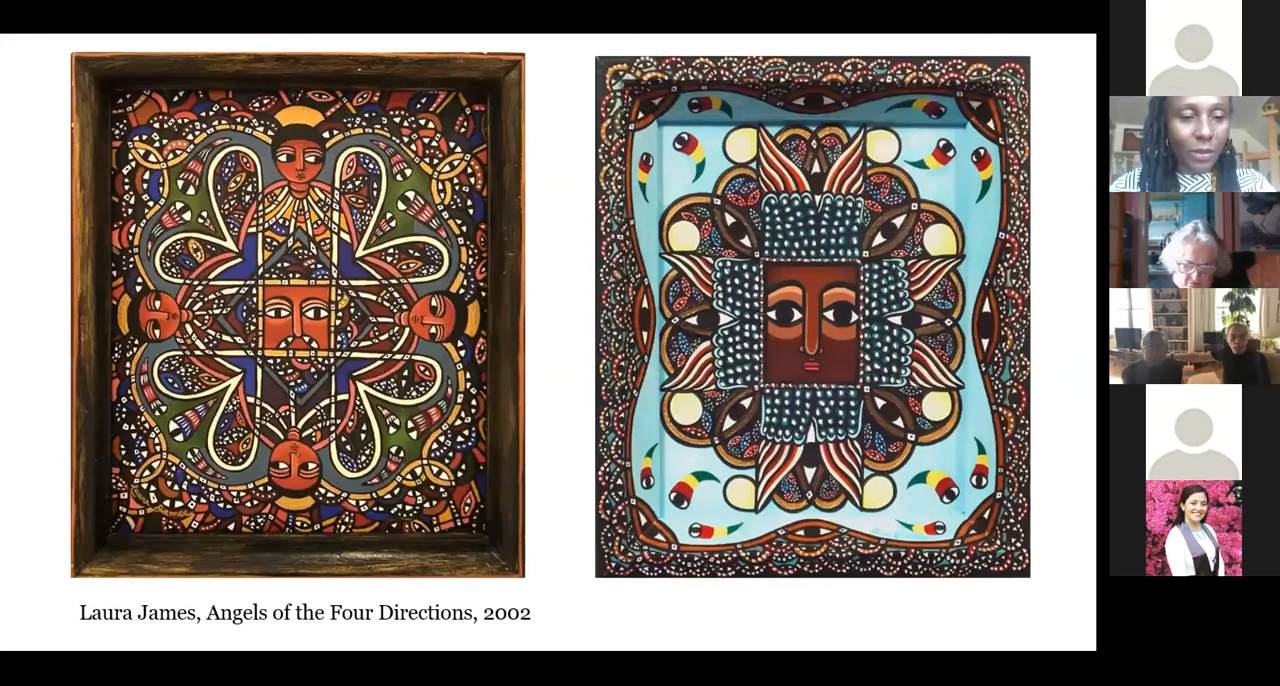 Laura James, Angels of the Four Directions, 2002